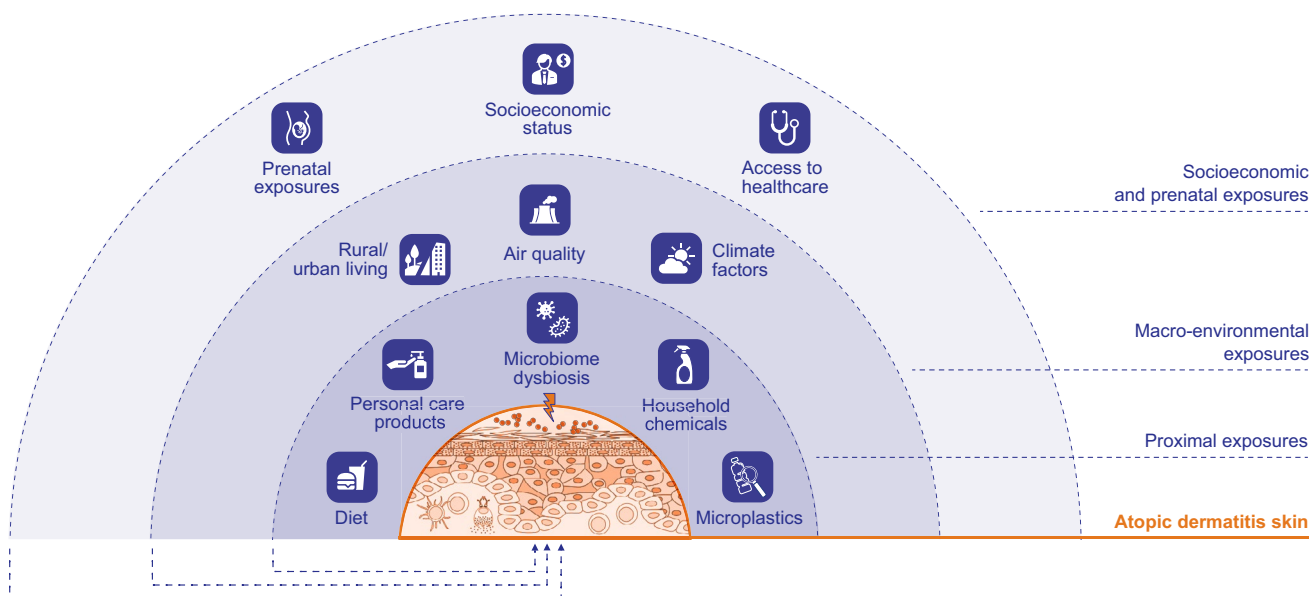 Socioeconomic
status
Prenatal
exposures
Access to
healthcare
Socioeconomic
and prenatal exposures
Rural/
urban living
Air quality
Climate
factors
Macro-environmental
exposures
Microbiome
dysbiosis
Personal care
products
Household
chemicals
Proximal exposures
Diet
Microplastics
Atopic dermatitis skin